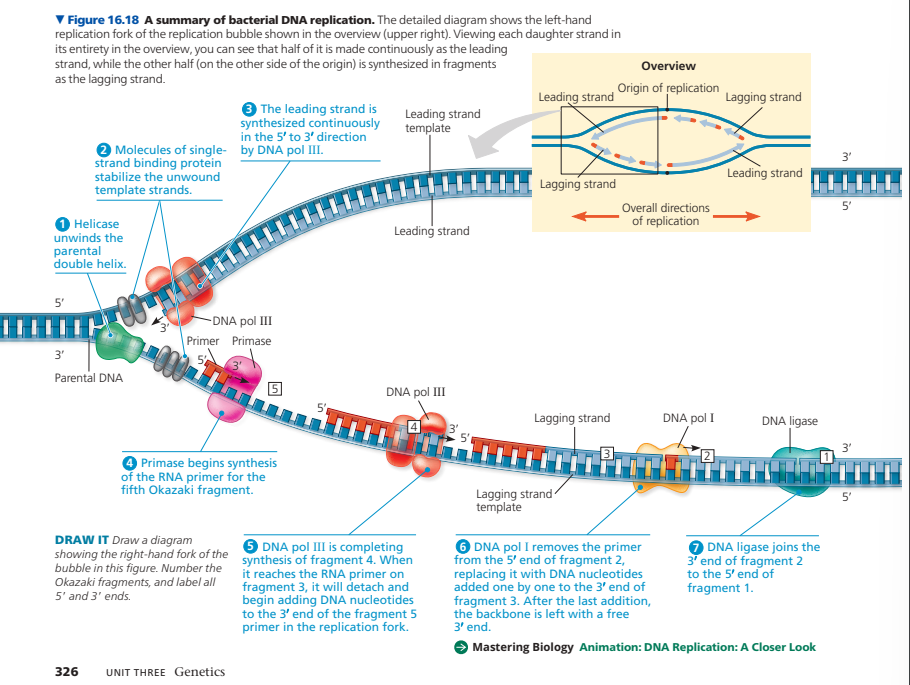 ▼ Figure 16.18 A summary of bacterial DNA replication. The detailed diagram shows the left-hand
replication fork of the replication bubble shown in the overview (upper right). Viewing each daughter strand in
its entirety in the overview, you can see that half of it is made continuously as the leading
strand, while the other half (on the other side of the origin) is synthesized in fragments
as the lagging strand.
Overview
Origin of replication
Leading strand
Lagging strand
Lagging strand
Leading strand
Overall directions
of replication
3 The leading strand is
synthesized continuously
in the 5′ to 3′ direction
by DNA pol III.
Leading strand
template
2 Molecules of single-
strand binding protein
stabilize the unwound
template strands.
3′
5′
Leading strand
1 Helicase
unwinds the
parental
double helix.
5′
3′
3′
DNA pol III
Primer
Primase
5′
3′
5
Parental DNA
DNA pol III
5′
4
3′
5′
Lagging strand
3
DNA pol I
2
DNA ligase
1
3′
5′
Lagging strand
template
4 Primase begins synthesis
of the RNA primer for the
fifth Okazaki fragment.
DRAW IT Draw a diagram
showing the right-hand fork of the
bubble in this figure. Number the
Okazaki fragments, and label all
5′ and 3′ ends.
5 DNA pol III is completing
synthesis of fragment 4. When
it reaches the RNA primer on
fragment 3, it will detach and
begin adding DNA nucleotides
to the 3′ end of the fragment 5
primer in the replication fork.
6 DNA pol I removes the primer
from the 5′ end of fragment 2,
replacing it with DNA nucleotides
added one by one to the 3′ end of
fragment 3. After the last addition,
the backbone is left with a free
3′ end.
7 DNA ligase joins the
3′ end of fragment 2
to the 5′ end of
fragment 1.
Mastering Biology Animation: DNA Replication: A Closer Look
326 UNIT THREE Genetics